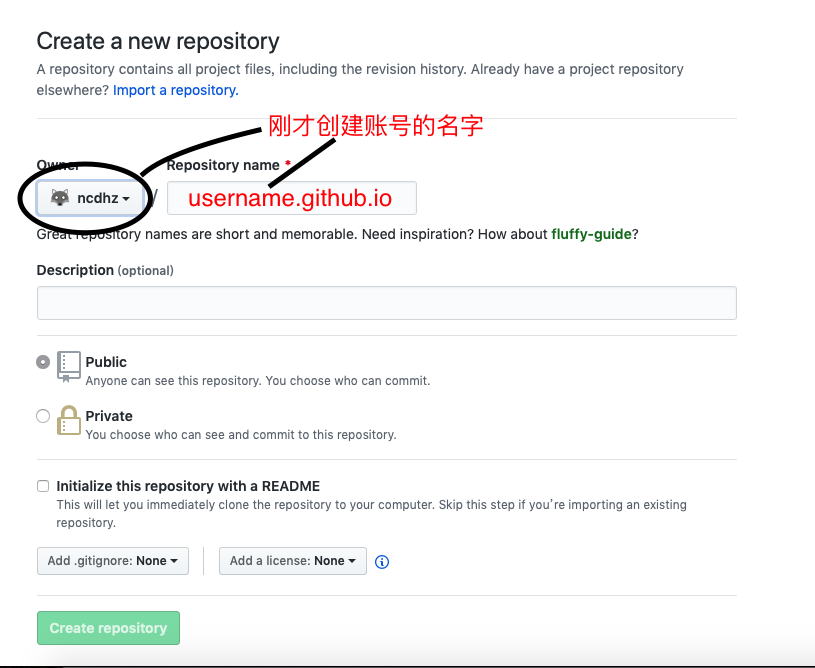 Create a new repository
A repository contains all project files, including the revision history. Already have a project repository
elsewhere? Import a repository.
刚才创建账号的名字
Owner
Repository name *
ncdhz / username.github.io
Great repository names are short and memorable. Need inspiration? How about fluffy-guide?
Description (optional)
Public
Anyone can see this repository. You choose who can commit.
Private
You choose who can see and commit to this repository.
Initialize this repository with a README
This will let you immediately clone the repository to your computer. Skip this step if you’re importing an existing
repository.
Add .gitignore: None
Add a license: None
Create repository